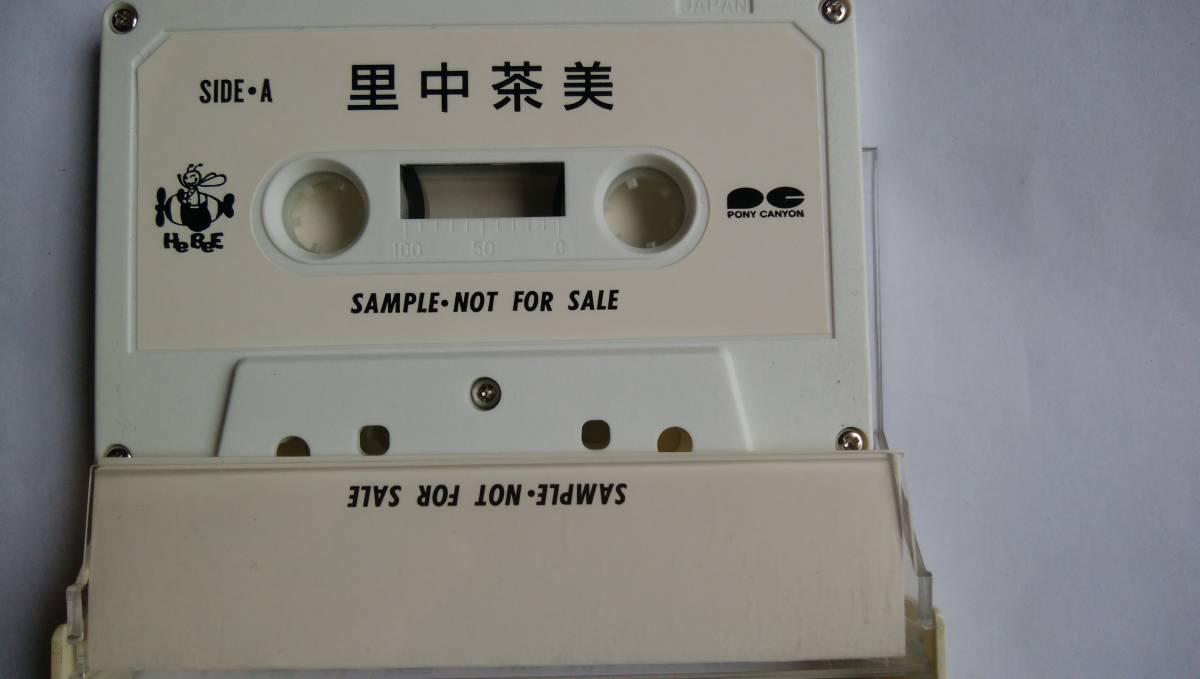 JAPAN
SIDE・A
里中茶美
HeBeE
PONY CANYON
100 50 0
SAMPLE・NOT FOR SALE
SAMPLE・NOT FOR SALE